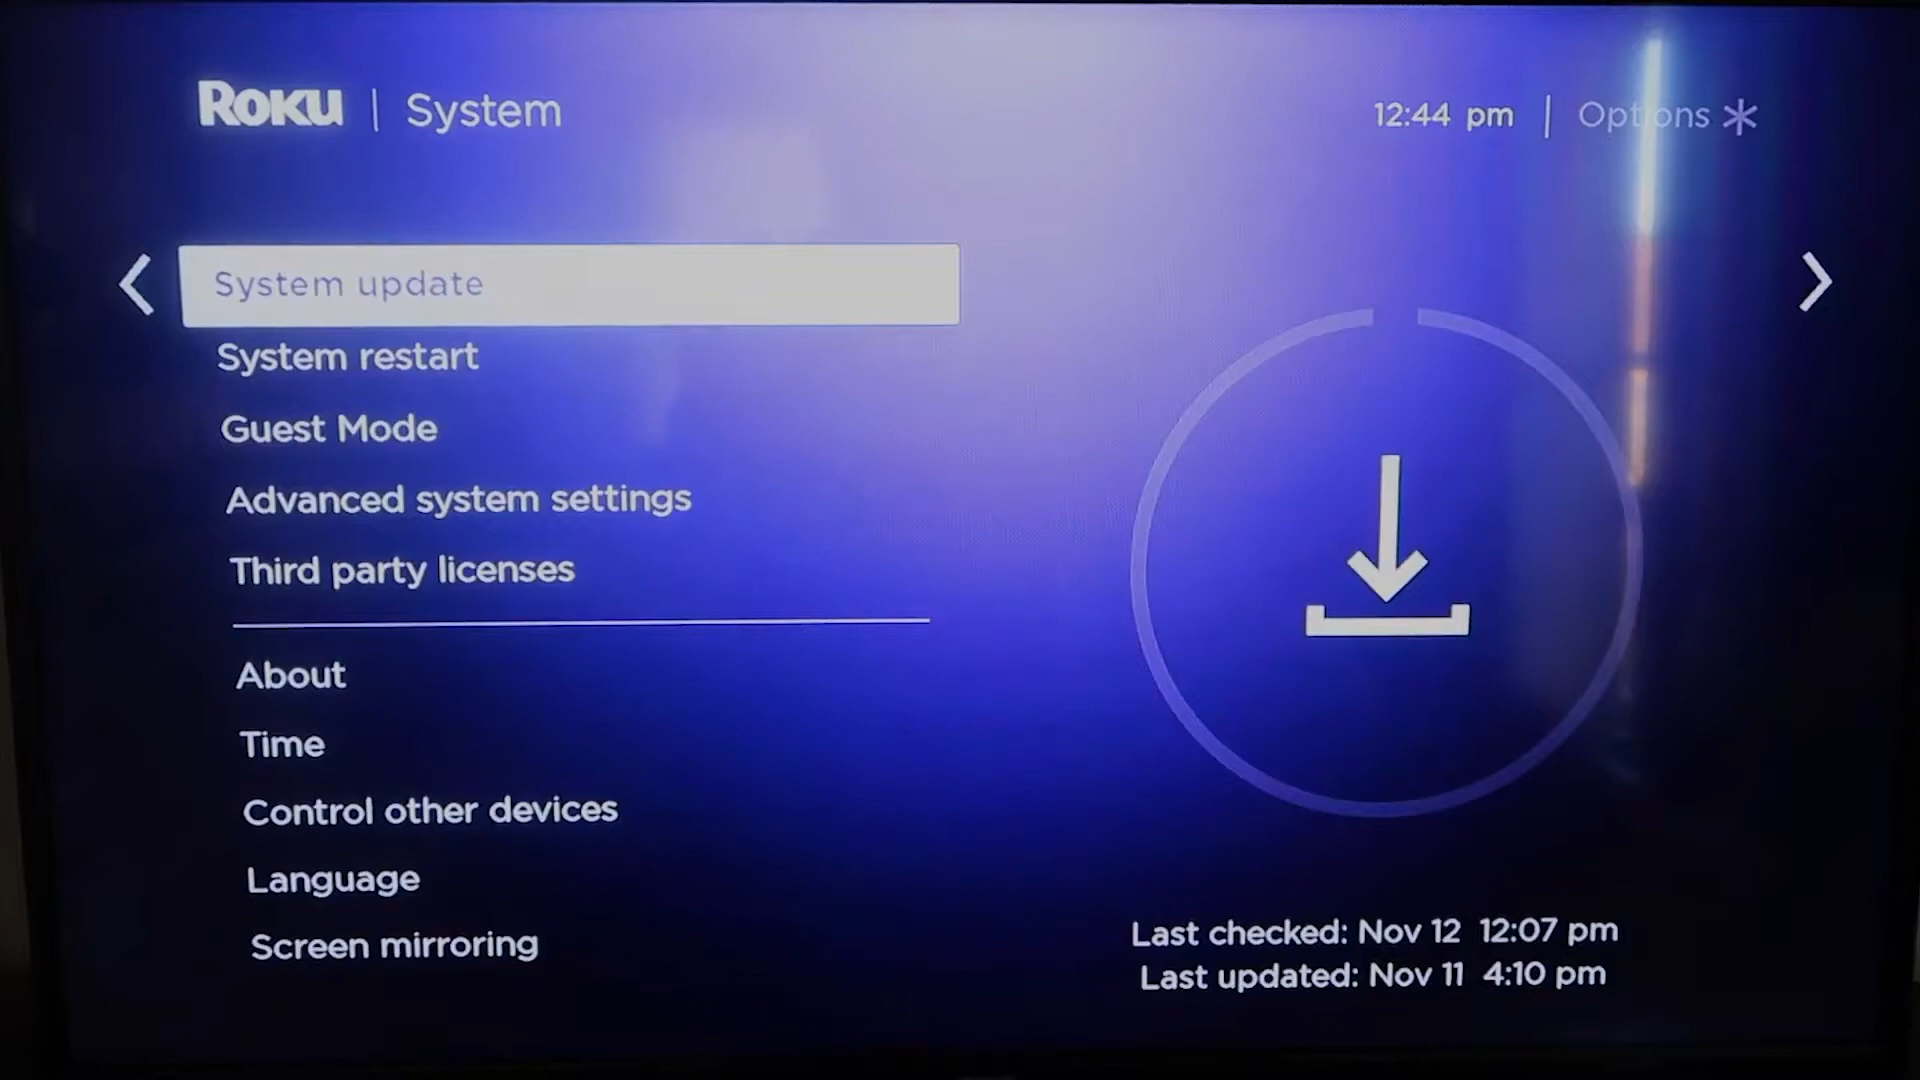 Roku | System
12:44 pm | Options *
System update
System restart
Guest Mode
Advanced system settings
Third party licenses
About
Time
Control other devices
Language
Screen mirroring
Last checked: Nov 12 12:07 pm
Last updated: Nov 11 4:10 pm